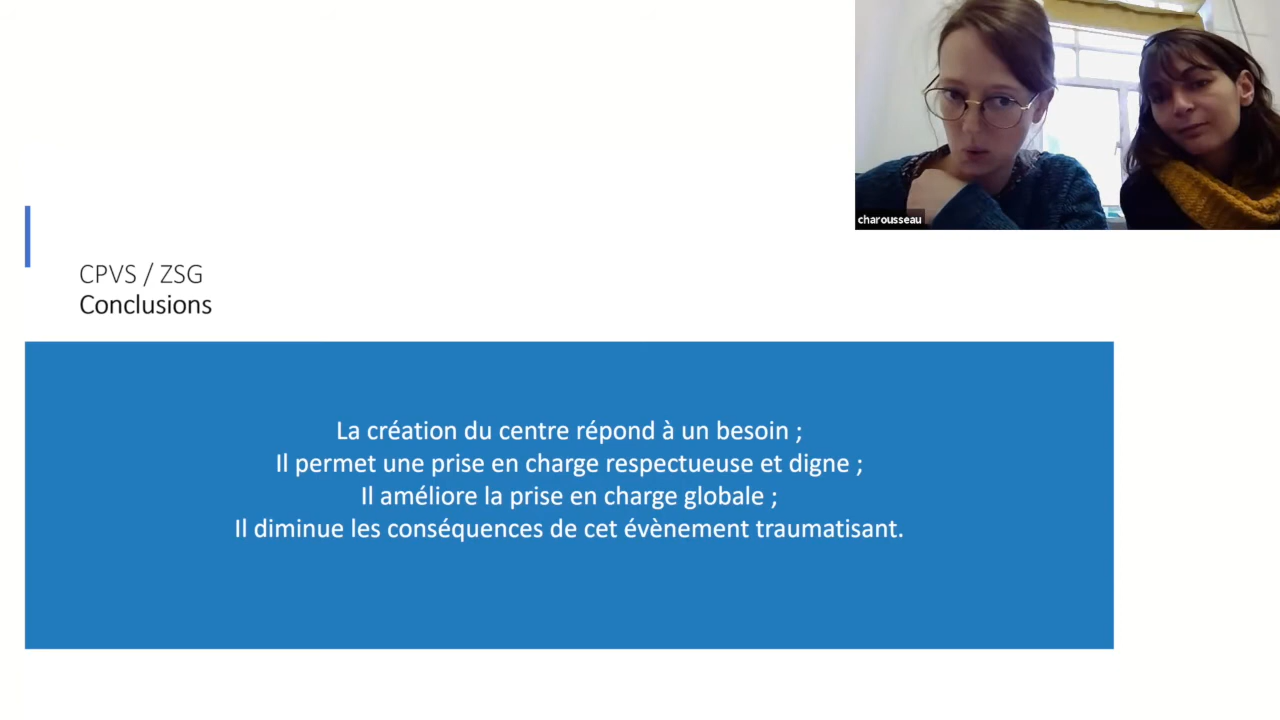 charousseau
CPVS / ZSG
Conclusions
La création du centre répond à un besoin ;
Il permet une prise en charge respectueuse et digne ;
Il améliore la prise en charge globale ;
Il diminue les conséquences de cet évènement traumatisant.